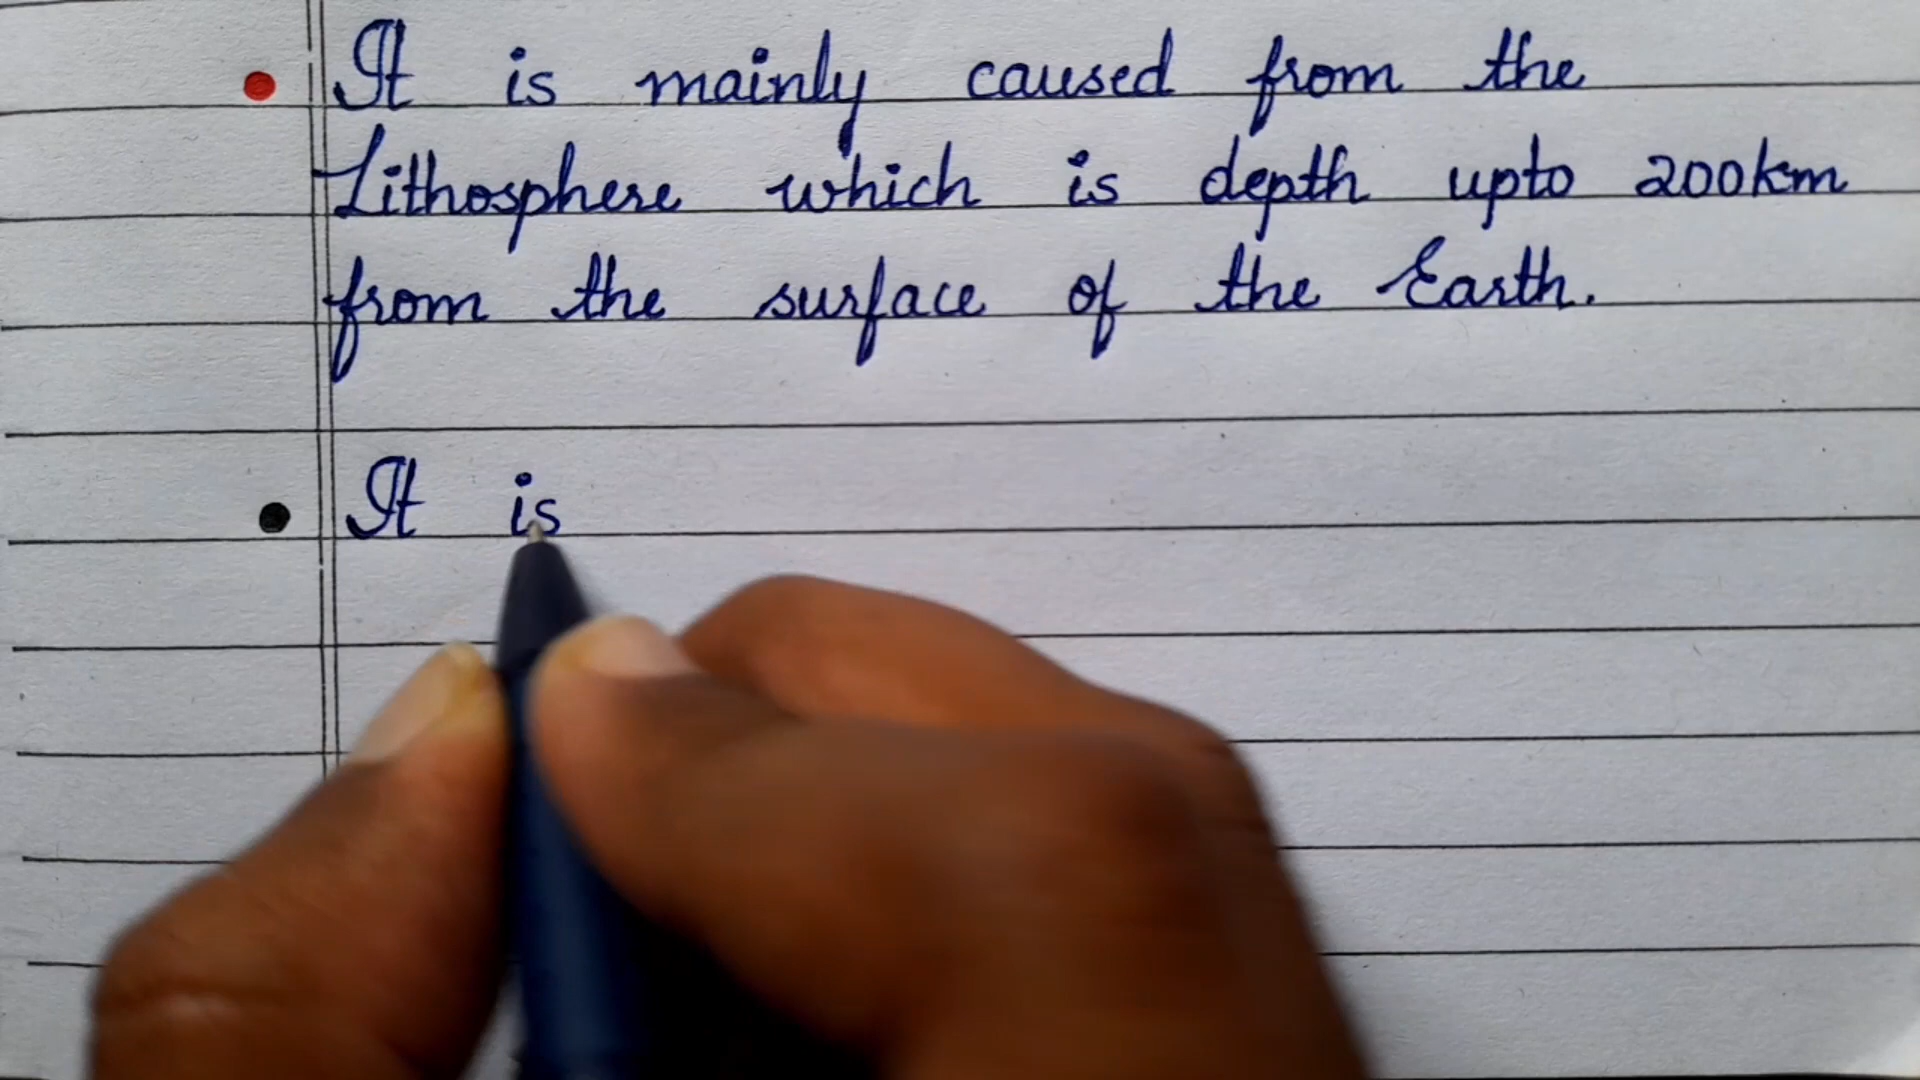 It is mainly caused from the
Lithosphere which is depth upto 200km
from the surface of the Earth.
It is